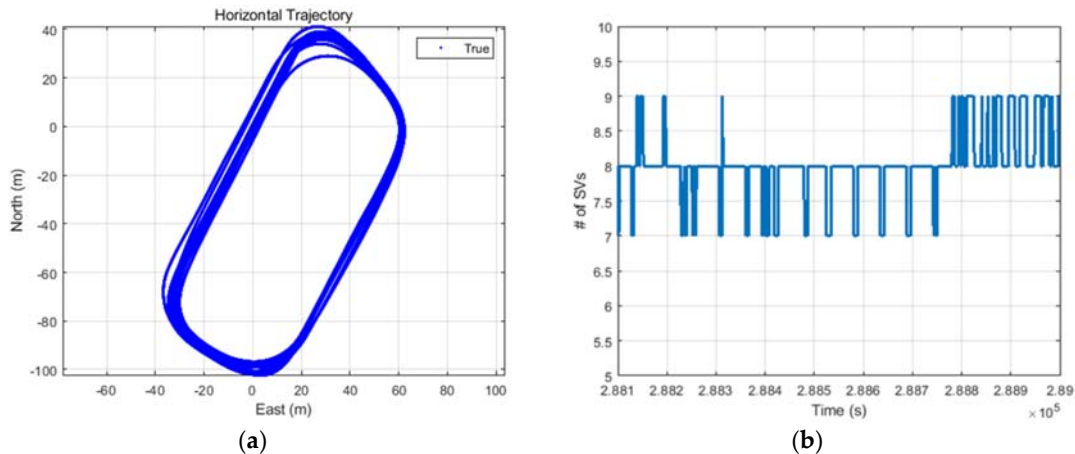 Horizontal Trajectory
True
40
20
0
-20
-40
-60
-80
-100
North (m)
-60 -40 -20 0 20 40 60 80 100
East (m)
(a)
10
9.5
9
8.5
8
7.5
7
6.5
6
5.5
5
# of SVs
2.881 2.882 2.883 2.884 2.885 2.886 2.887 2.888 2.889 2.89
Time (s)
× 10^5
(b)